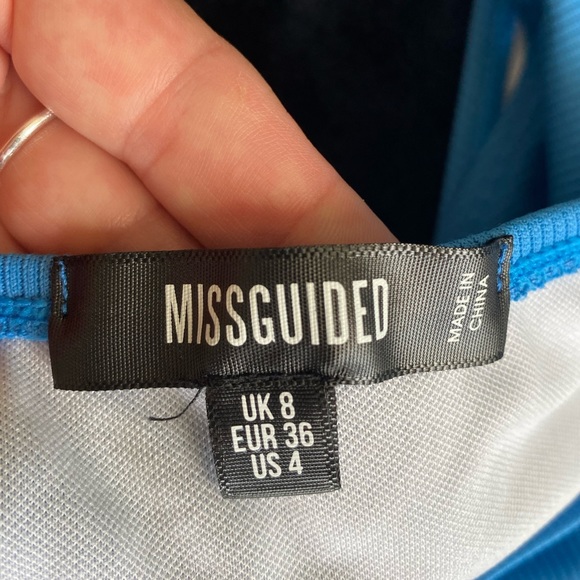 MISSGUIDED
MADE IN
CHINA
UK 8
EUR 36
US 4